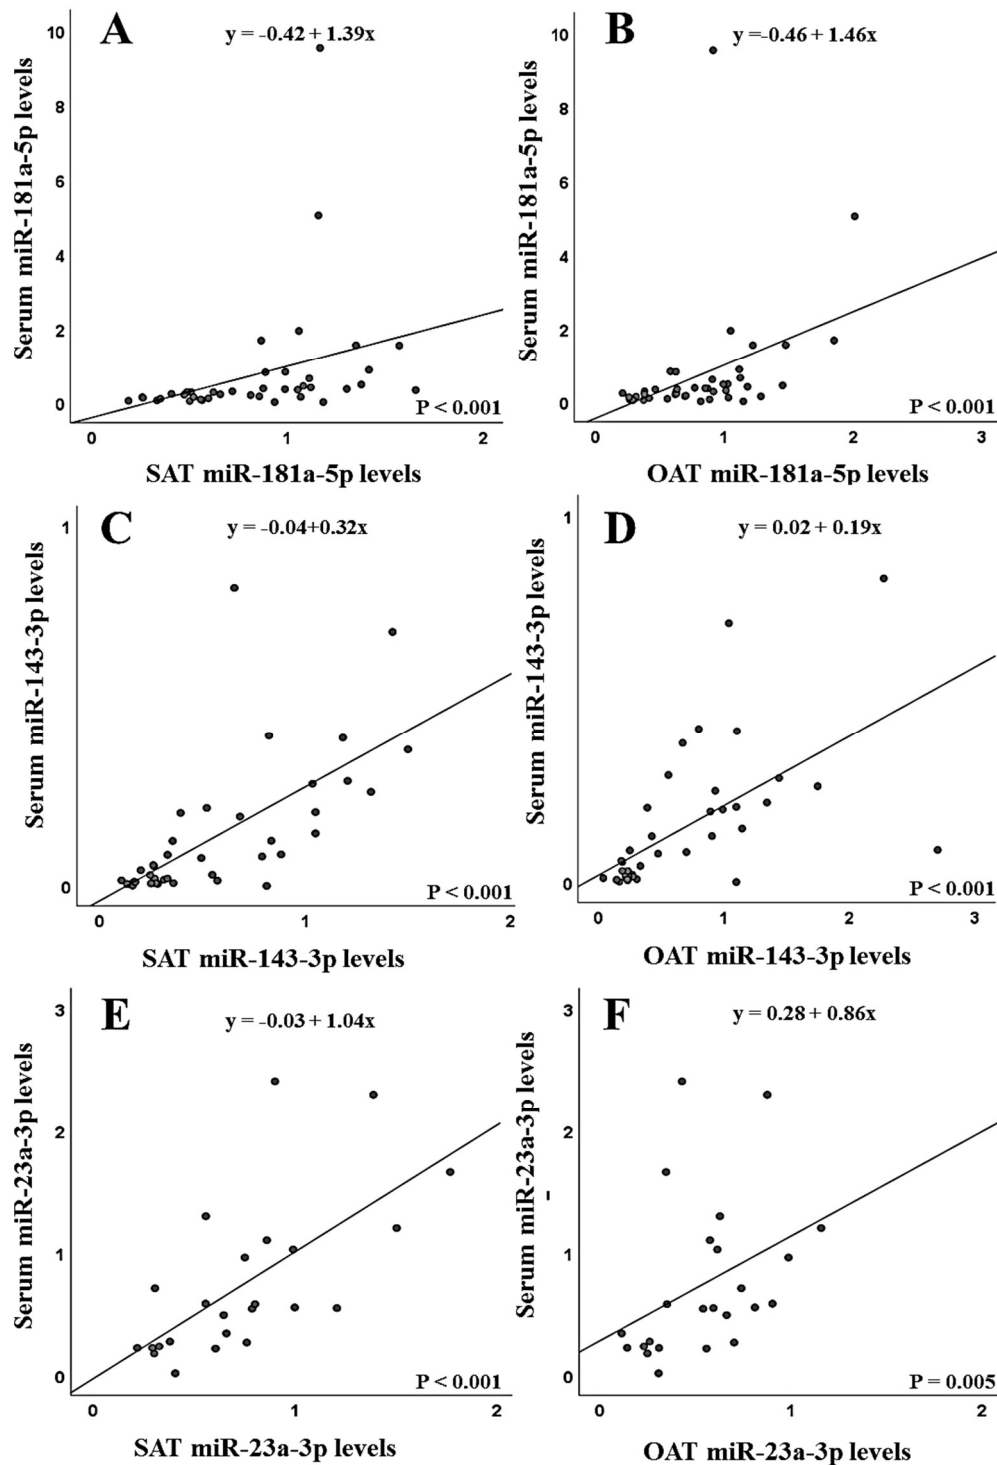 A
y = -0.42 + 1.39x
10
8
6
4
2
0
Serum miR-181a-5p levels
P < 0.001
0 1 2
SAT miR-181a-5p levels
B
y =-0.46 + 1.46x
10
8
6
4
2
0
Serum miR-181a-5p levels
P < 0.001
0 1 2 3
OAT miR-181a-5p levels
C
y = -0.04+0.32x
1
0
Serum miR-143-3p levels
P < 0.001
0 1 2
SAT miR-143-3p levels
D
y = 0.02 + 0.19x
1
0
Serum miR-143-3p levels
P < 0.001
0 1 2 3
OAT miR-143-3p levels
E
y = -0.03 + 1.04x
3
2
1
0
Serum miR-23a-3p levels
P < 0.001
0 1 2
SAT miR-23a-3p levels
F
y = 0.28 + 0.86x
3
2
1
0
Serum miR-23a-3p levels
P = 0.005
0 1 2
OAT miR-23a-3p levels